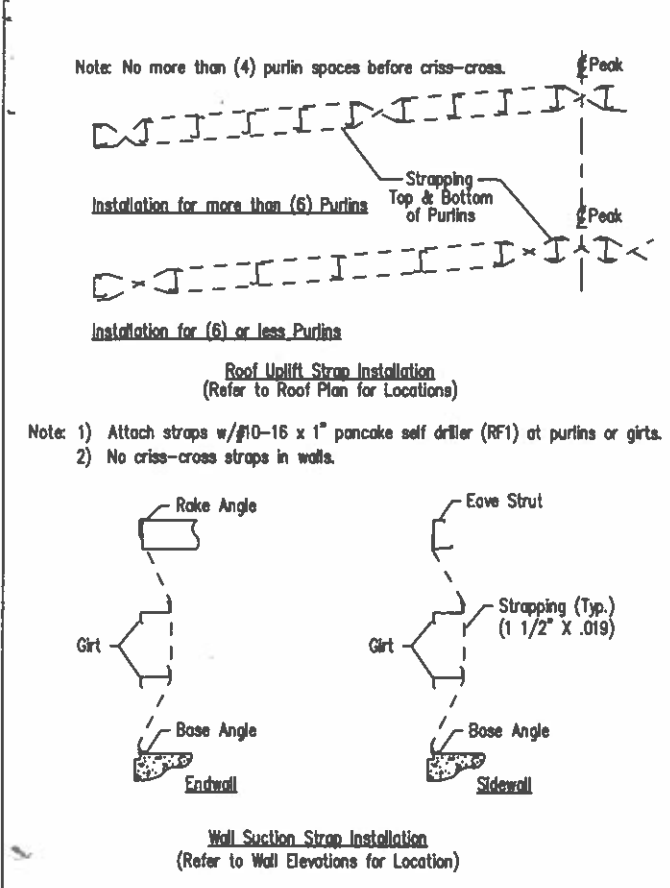 Note: No more than (4) purlin spaces before criss-cross.
℄ Peak
Strapping
Top & Bottom
of Purlins
Installation for more than (6) Purlins
℄ Peak
Installation for (6) or less Purlins
Roof Uplift Strap Installation
(Refer to Roof Plan for Locations)
Note: 1) Attach straps w/#10-16 x 1" pancake self driller (RF1) at purlins or girts.
2) No criss-cross straps in walls.
Rake Angle
Girt
Base Angle
Endwall
Eave Strut
Strapping (Typ.)
(1 1/2" X .019)
Girt
Base Angle
Sidewall
Wall Suction Strap Installation
(Refer to Wall Elevations for Location)